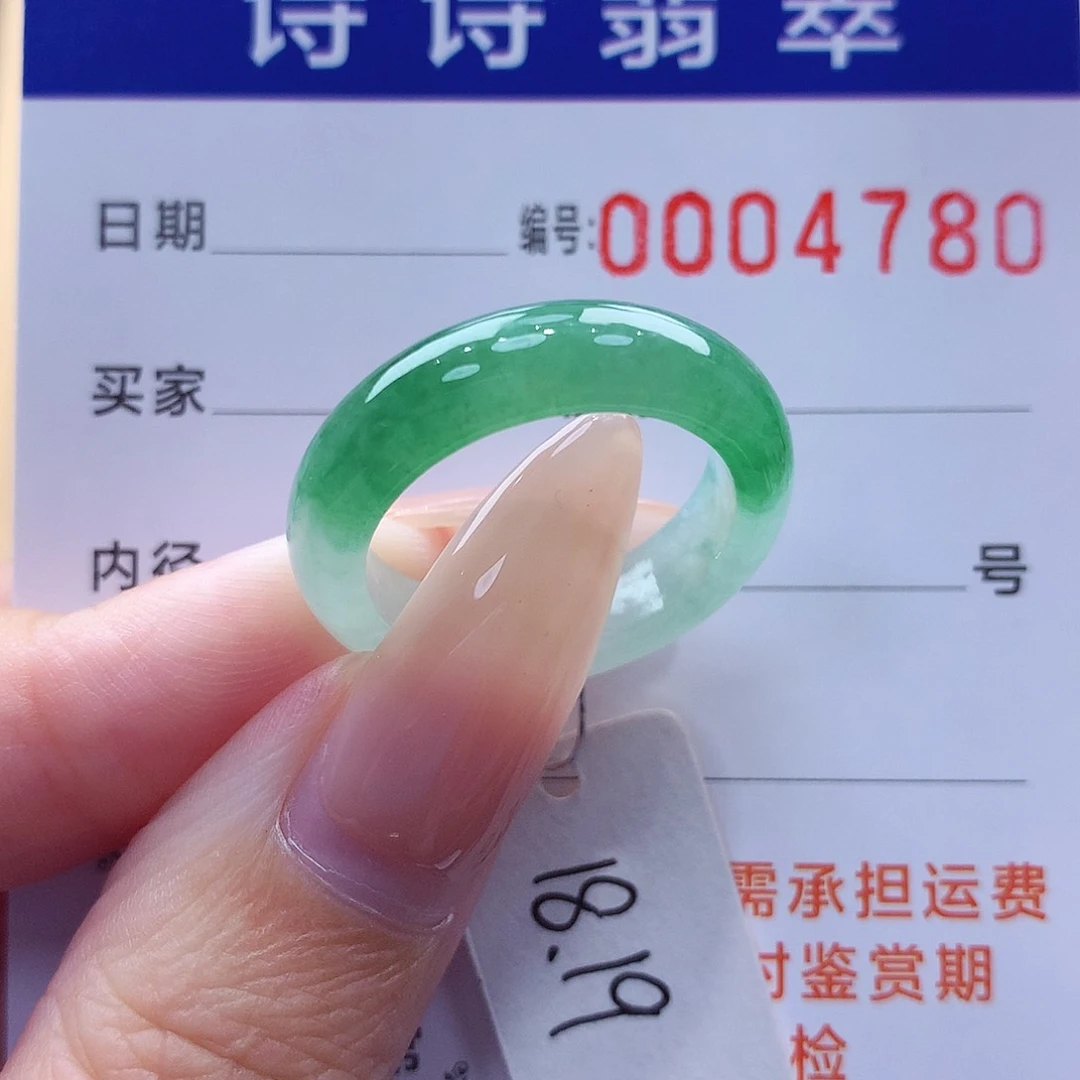 诗诗翡翠
日期 编号:0004780
买家
内径 号
18.19
需承担运费
时鉴赏期
检